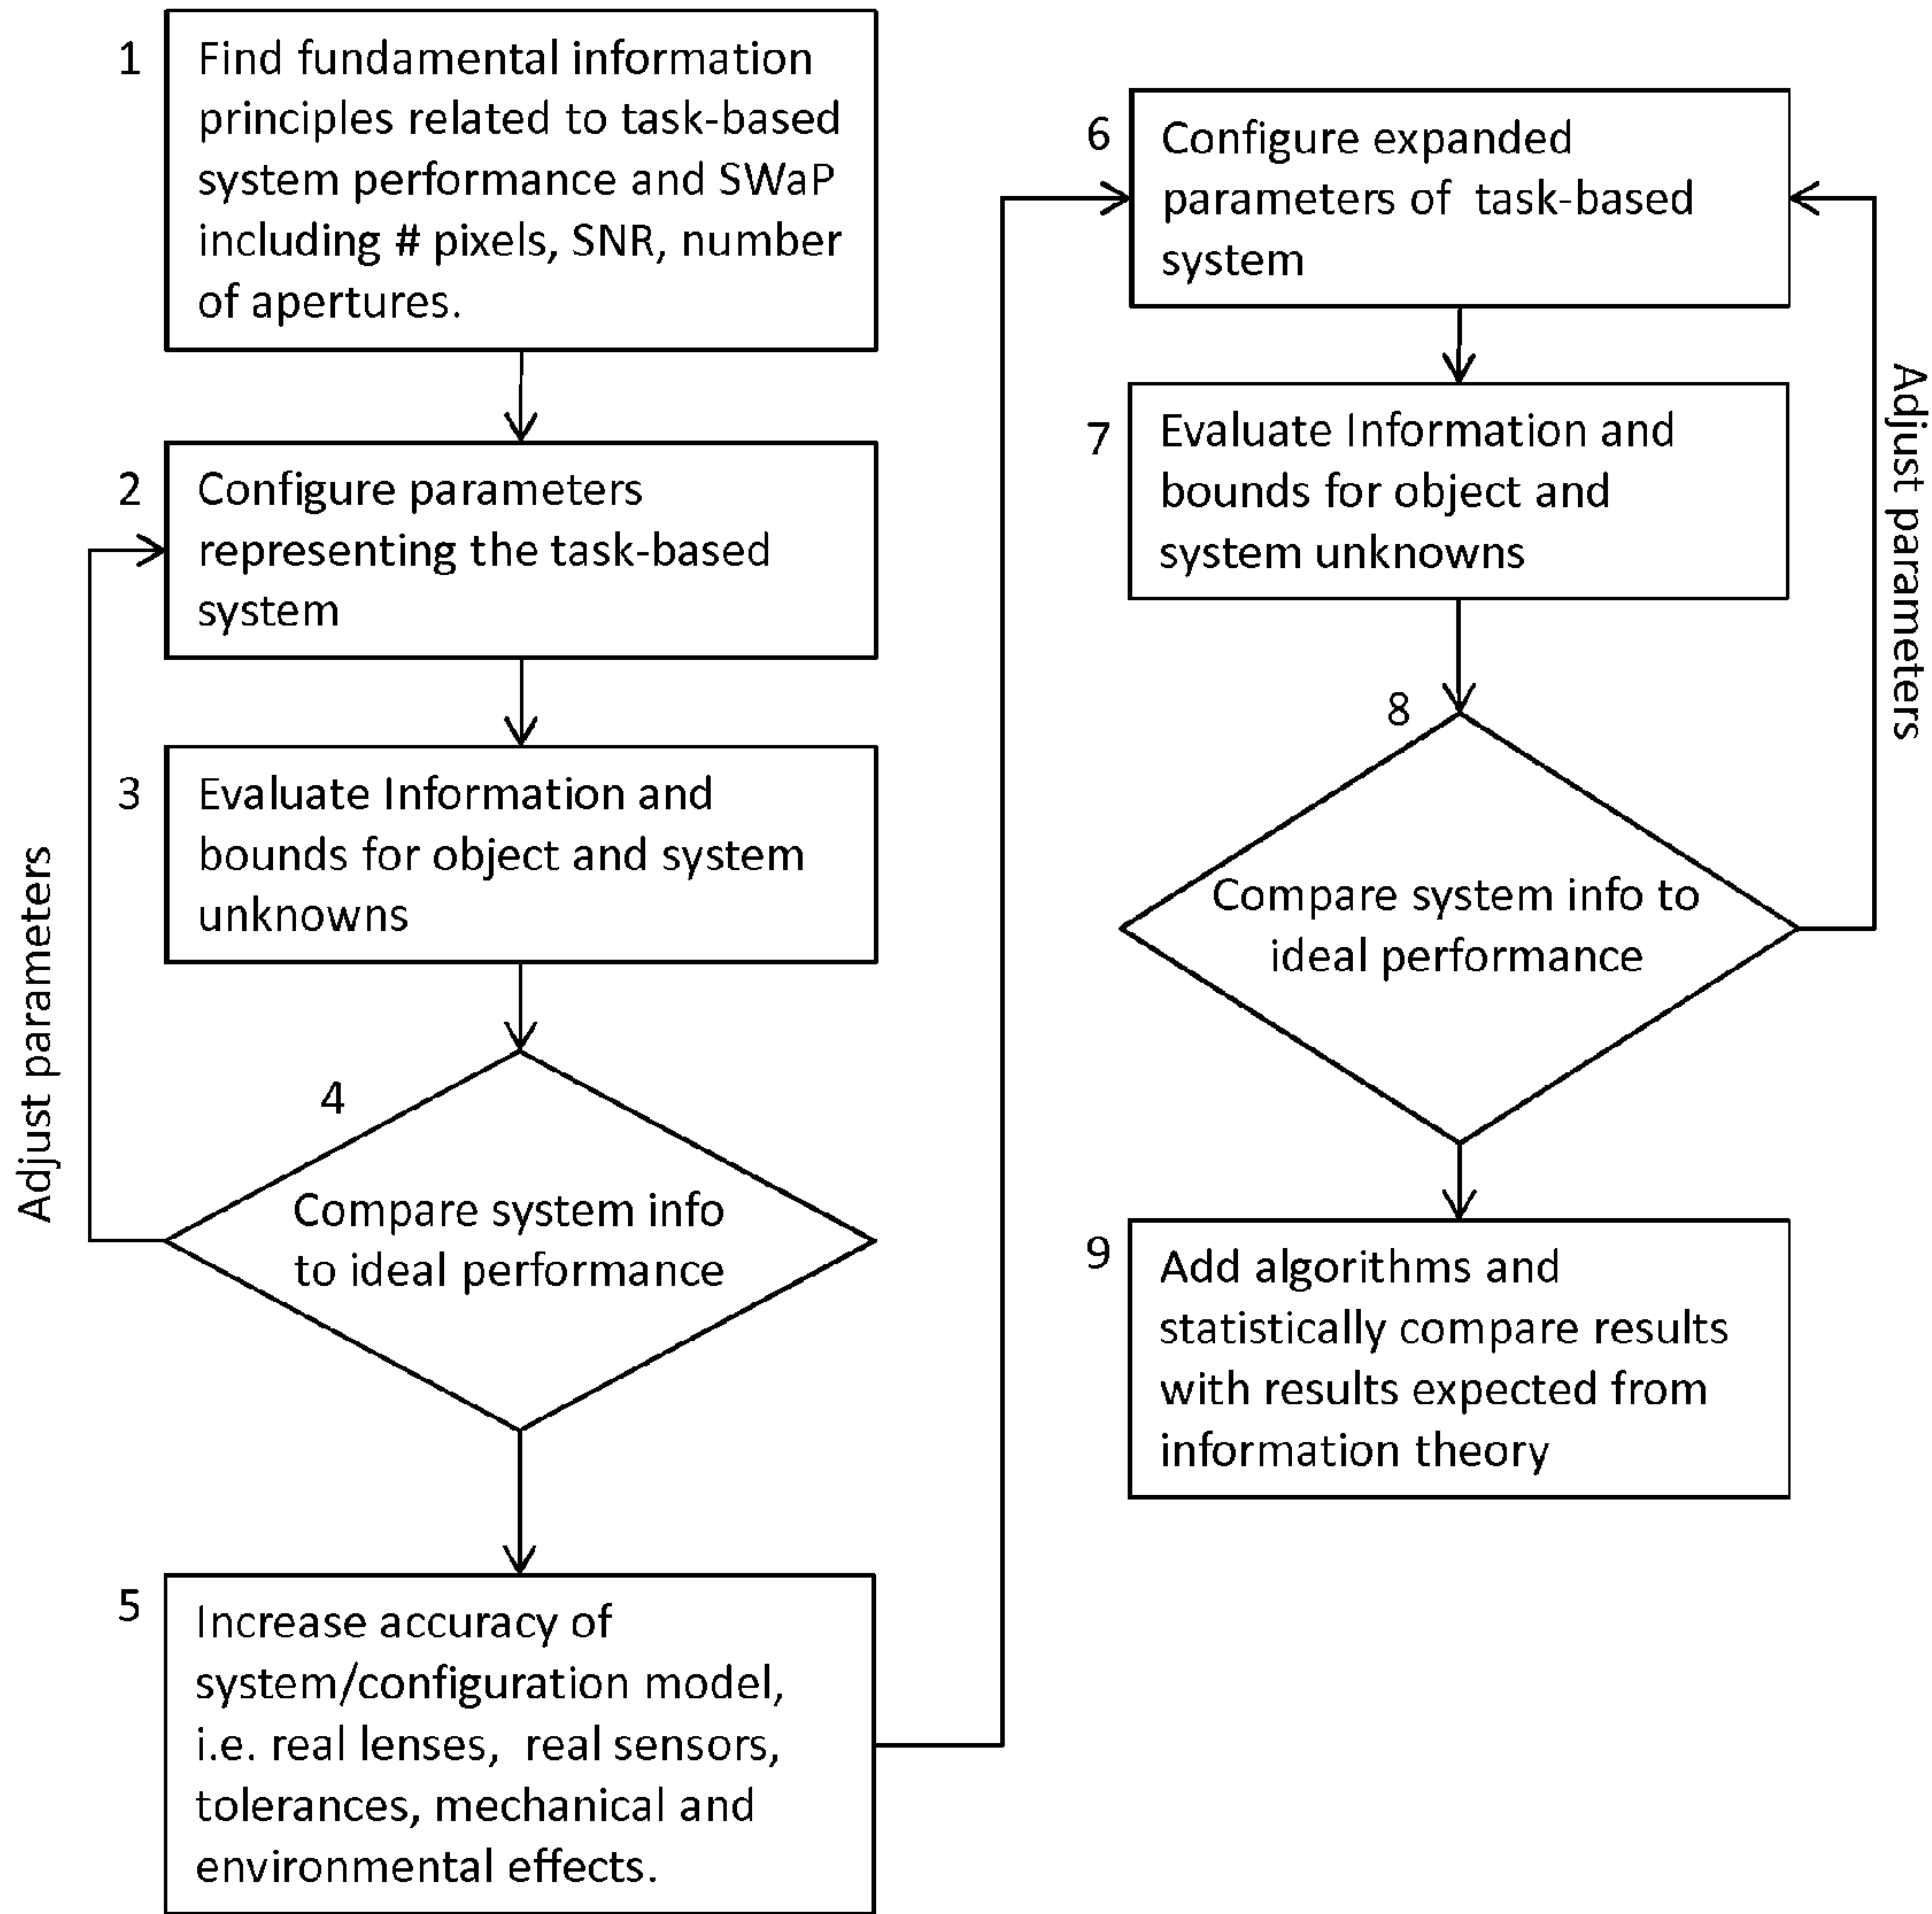 1
Find fundamental information
principles related to task-based
system performance and SWaP
including # pixels, SNR, number
of apertures.
2
Configure parameters
representing the task-based
system
3
Evaluate Information and
bounds for object and system
unknowns
Adjust parameters
4
Compare system info
to ideal performance
5
Increase accuracy of
system/configuration model,
i.e. real lenses, real sensors,
tolerances, mechanical and
environmental effects.
6
Configure expanded
parameters of task-based
system
7
Evaluate Information and
bounds for object and
system unknowns
Adjust parameters
8
Compare system info to
ideal performance
9
Add algorithms and
statistically compare results
with results expected from
information theory